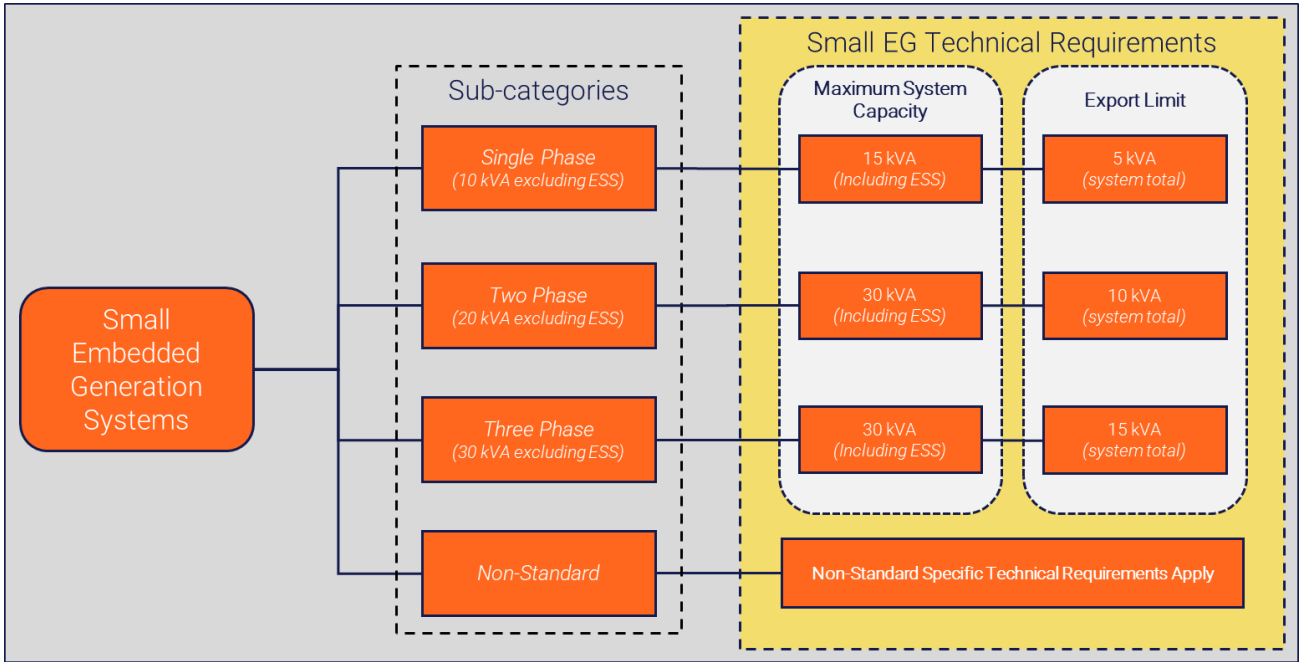 Small EG Technical Requirements
Sub-categories
Maximum System
Capacity
Export Limit
Single Phase
(10 kVA excluding ESS)
15 kVA
(Including ESS)
5 kVA
(system total)
Two Phase
(20 kVA excluding ESS)
30 kVA
(Including ESS)
10 kVA
(system total)
Small
Embedded
Generation
Systems
Three Phase
(30 kVA excluding ESS)
30 kVA
(Including ESS)
15 kVA
(system total)
Non-Standard
Non-Standard Specific Technical Requirements Apply